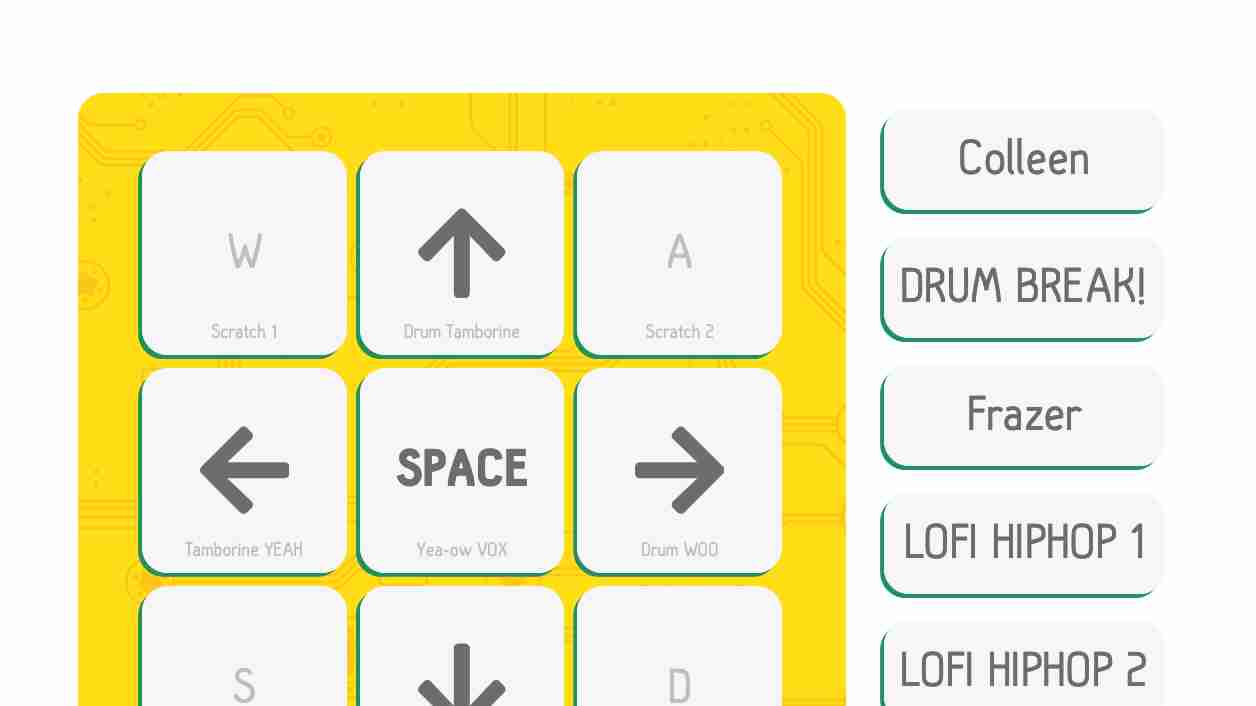 W
A
Scratch 1
Drum Tamborine
Scratch 2
SPACE
Tamborine YEAH
Yea-ow VOX
Drum WOO
S
D
Colleen
DRUM BREAK!
Frazer
LOFI HIPHOP 1
LOFI HIPHOP 2